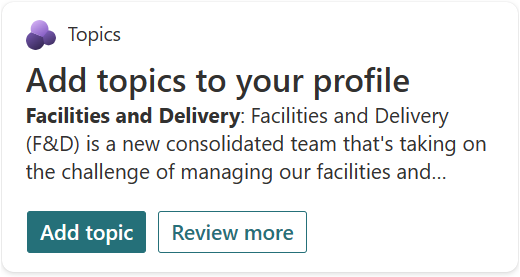 Topics
Add topics to your profile
Facilities and Delivery: Facilities and Delivery
(F&D) is a new consolidated team that's taking on
the challenge of managing our facilities and...
Add topic
Review more